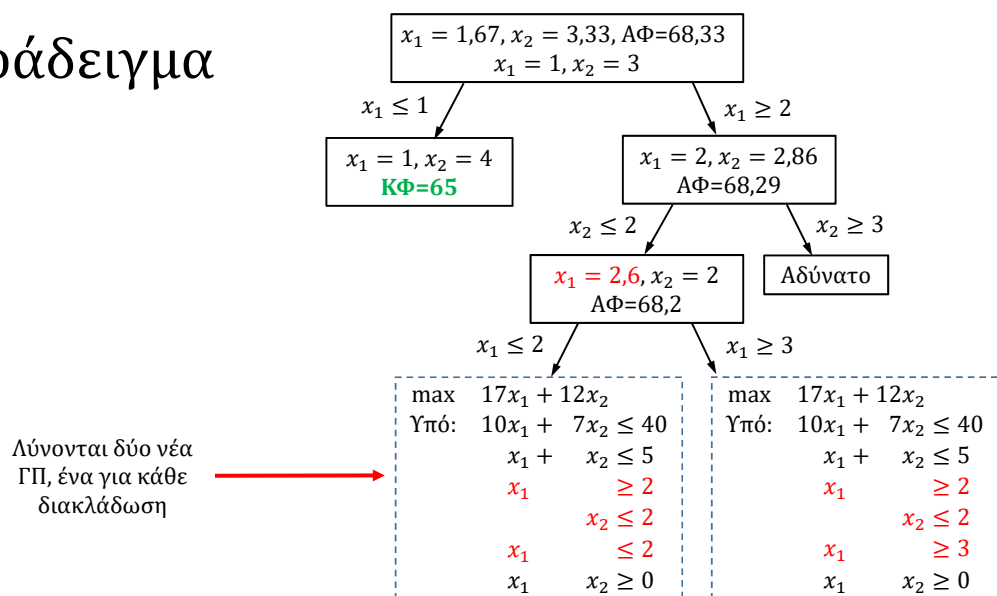 ράδειγμα
x₁ = 1,67, x₂ = 3,33, ΑΦ=68,33
x₁ = 1, x₂ = 3
x₁ ≤ 1
x₁ ≥ 2
x₁ = 1, x₂ = 4
ΚΦ=65
x₁ = 2, x₂ = 2,86
ΑΦ=68,29
x₂ ≤ 2
x₂ ≥ 3
x₁ = 2,6, x₂ = 2
ΑΦ=68,2
Αδύνατο
x₁ ≤ 2
x₁ ≥ 3
Λύνονται δύο νέα
ΓΠ, ένα για κάθε
διακλάδωση
max 17x₁ + 12x₂
Υπό: 10x₁ + 7x₂ ≤ 40
x₁ + x₂ ≤ 5
x₁ ≥ 2
x₂ ≤ 2
x₁ ≤ 2
x₁ x₂ ≥ 0
max 17x₁ + 12x₂
Υπό: 10x₁ + 7x₂ ≤ 40
x₁ + x₂ ≤ 5
x₁ ≥ 2
x₂ ≤ 2
x₁ ≥ 3
x₁ x₂ ≥ 0